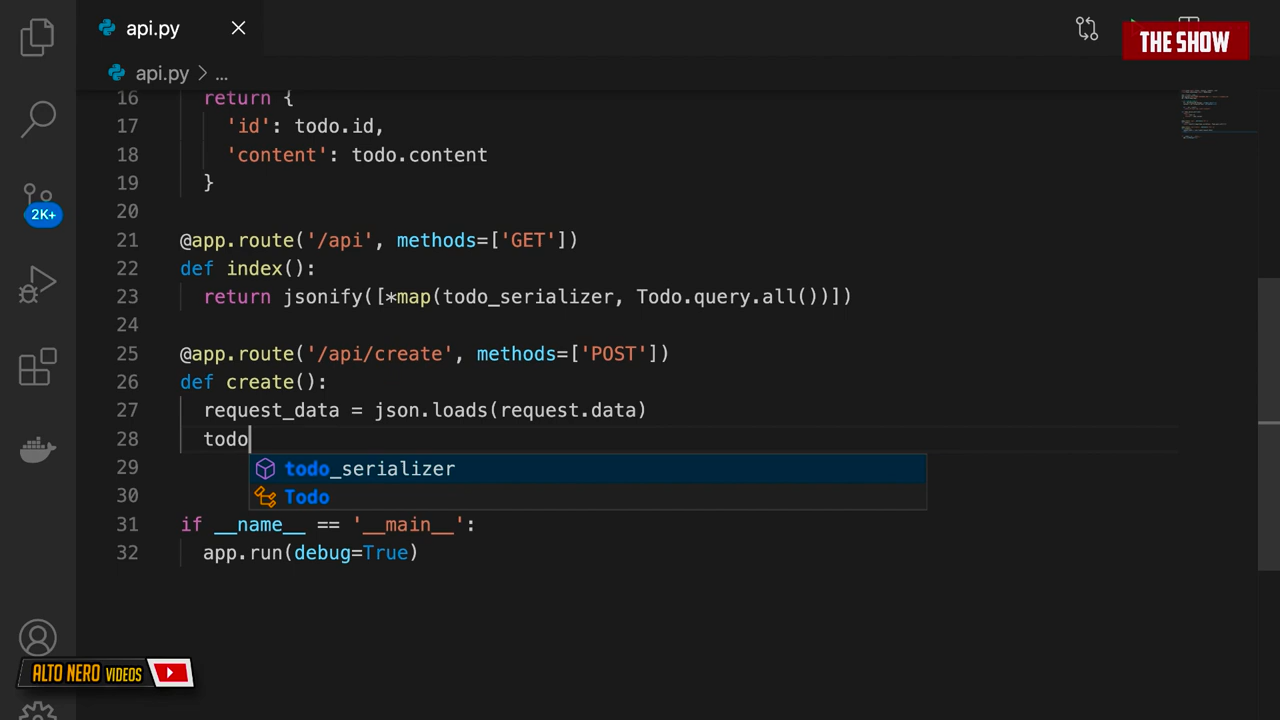 api.py
THE SHOW
api.py > ...
16 return {
17 'id': todo.id,
18 'content': todo.content
19 }
20
21 @app.route('/api', methods=['GET'])
22 def index():
23 return jsonify([*map(todo_serializer, Todo.query.all())])
24
25 @app.route('/api/create', methods=['POST'])
26 def create():
27 request_data = json.loads(request.data)
28 todo
29 todo_serializer
30 Todo
31 if __name__ == '__main__':
32 app.run(debug=True)
2K+
ALTO NERO VIDEOS